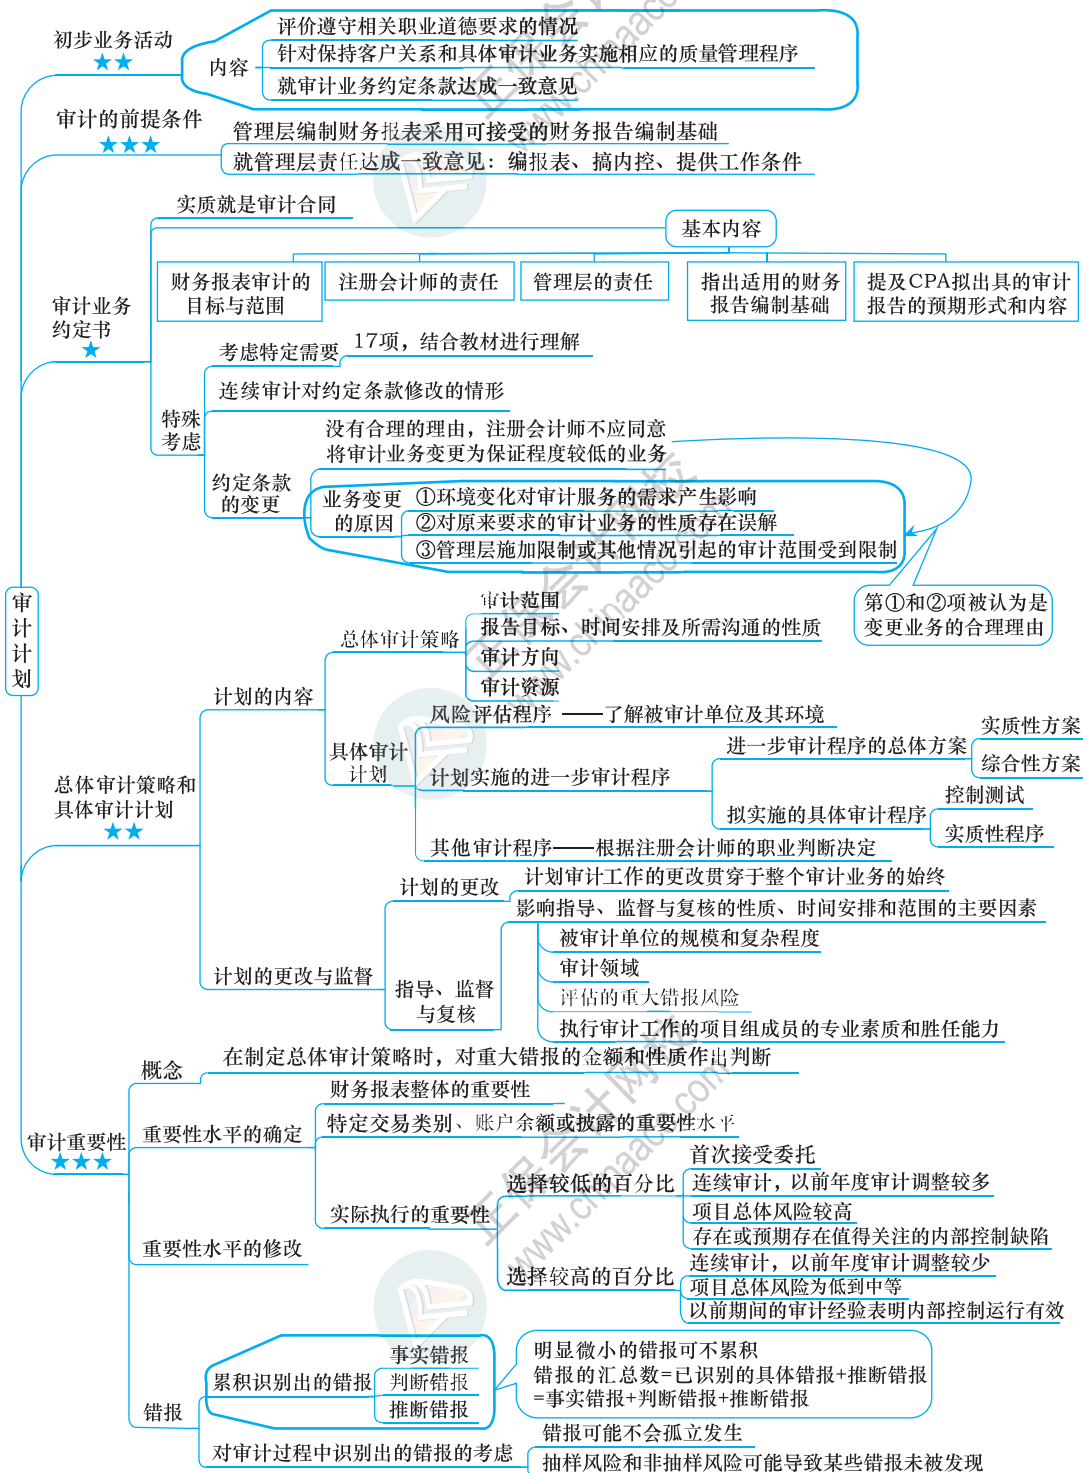 初步业务活动
★★
内容
评价遵守相关职业道德要求的情况
针对保持客户关系和具体审计业务实施相应的质量管理程序
就审计业务约定条款达成一致意见
审计的前提条件
★★★
管理层编制财务报表采用可接受的财务报告编制基础
就管理层责任达成一致意见：编报表、搞内控、提供工作条件
实质就是审计合同
基本内容
财务报表审计的
目标与范围
注册会计师的责任
管理层的责任
指出适用的财务
报告编制基础
提及CPA拟出具的审计
报告的预期形式和内容
审计业务
约定书
★
考虑特定需要
17项，结合教材进行理解
连续审计对约定条款修改的情形
特殊
考虑
没有合理的理由，注册会计师不应同意
将审计业务变更为保证程度较低的业务
约定条款
的变更
业务变更
的原因
①环境变化对审计服务的需求产生影响
②对原来要求的审计业务的性质存在误解
③管理层施加限制或其他情况引起的审计范围受到限制
第①和②项被认为是
变更业务的合理理由
审
计
计
划
总体审计策略
审计范围
报告目标、时间安排及所需沟通的性质
审计方向
审计资源
计划的内容
具体审计
计划
风险评估程序 ——了解被审计单位及其环境
计划实施的进一步审计程序
进一步审计程序的总体方案
实质性方案
综合性方案
拟实施的具体审计程序
控制测试
实质性程序
其他审计程序——根据注册会计师的职业判断决定
总体审计策略和
具体审计计划
★★
计划的更改
计划审计工作的更改贯穿于整个审计业务的始终
计划的更改与监督
指导、监督
与复核
影响指导、监督与复核的性质、时间安排和范围的主要因素
被审计单位的规模和复杂程度
审计领域
评估的重大错报风险
执行审计工作的项目组成员的专业素质和胜任能力
概念
在制定总体审计策略时，对重大错报的金额和性质作出判断
审计重要性
★★★
重要性水平的确定
财务报表整体的重要性
特定交易类别、账户余额或披露的重要性水平
实际执行的重要性
选择较低的百分比
首次接受委托
连续审计，以前年度审计调整较多
项目总体风险较高
存在或预期存在值得关注的内部控制缺陷
选择较高的百分比
连续审计，以前年度审计调整较少
项目总体风险为低到中等
以前期间的审计经验表明内部控制运行有效
重要性水平的修改
错报
累积识别出的错报
事实错报
判断错报
推断错报
明显微小的错报可不累积
错报的汇总数=已识别的具体错报+推断错报
=事实错报+判断错报+推断错报
对审计过程中识别出的错报的考虑
错报可能不会孤立发生
抽样风险和非抽样风险可能导致某些错报未被发现
正保会计网校
www.chinaacc.com
正保会计网校
www.chinaacc.com
正保会计网校
www.chinaacc.com